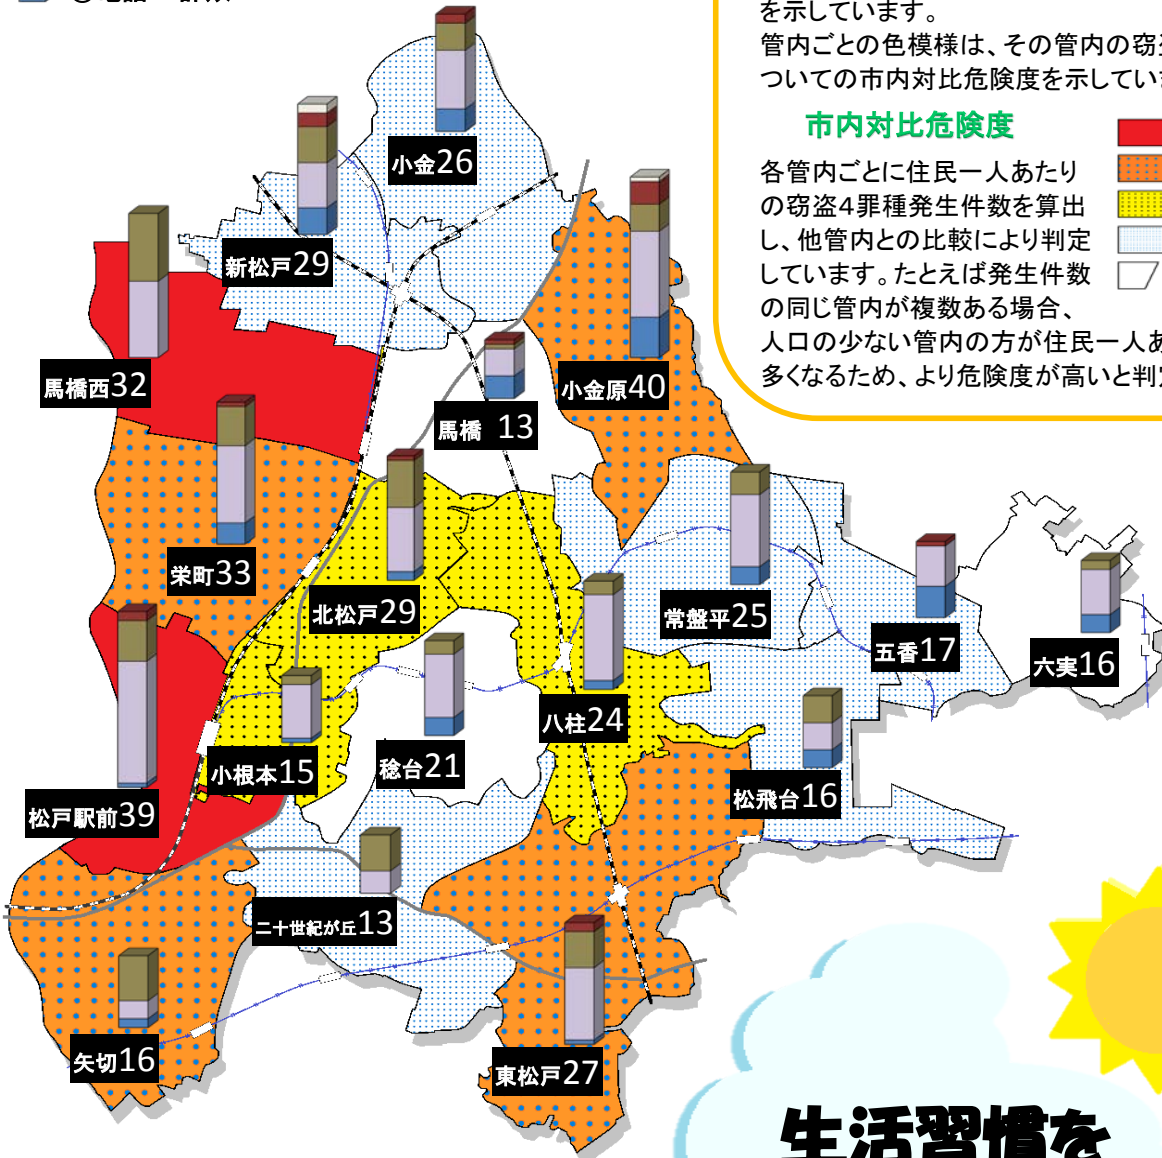 を示しています。
管内ごとの色模様は、その管内の窃
ついての市内対比危険度を示してい
市内対比危険度
各管内ごとに住民一人あたり
の窃盗4罪種発生件数を算出
し、他管内との比較により判定
しています。たとえば発生件数
の同じ管内が複数ある場合、
人口の少ない管内の方が住民一人あ
多くなるため、より危険度が高いと判
小金26
新松戸29
馬橋西32
小金原40
馬橋 13
栄町33
北松戸29
常盤平25
五香17
六実16
八柱24
稔台21
小根本15
松戸駅前39
松飛台16
二十世紀が丘13
矢切16
東松戸27
生活習慣を